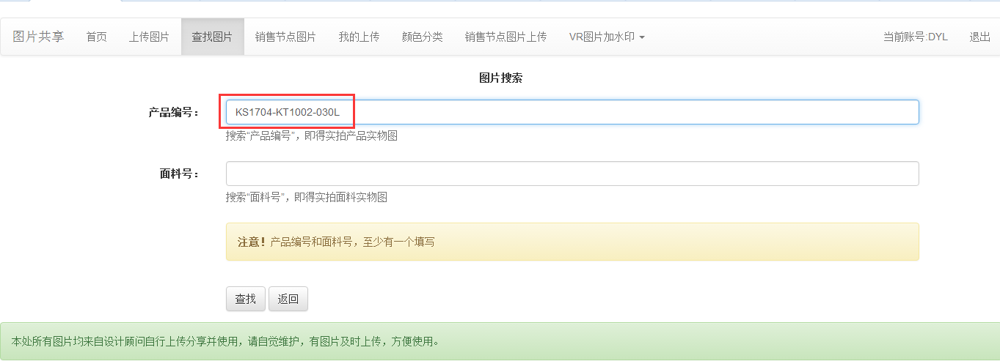 图片共享 首页 上传图片 查找图片 销售节点图片 我的上传 颜色分类 销售节点图片上传 VR图片加水印 当前账号:DYL 退出
图片搜索
产品编号： KS1704-KT1002-030L
搜索“产品编号”，即得实拍产品实物图
面料号：
搜索“面料号”，即得实拍面料实物图
注意！产品编号和面料号，至少有一个填写
查找 返回
本处所有图片均来自设计顾问自行上传分享并使用，请自觉维护，有图片及时上传，方便使用。